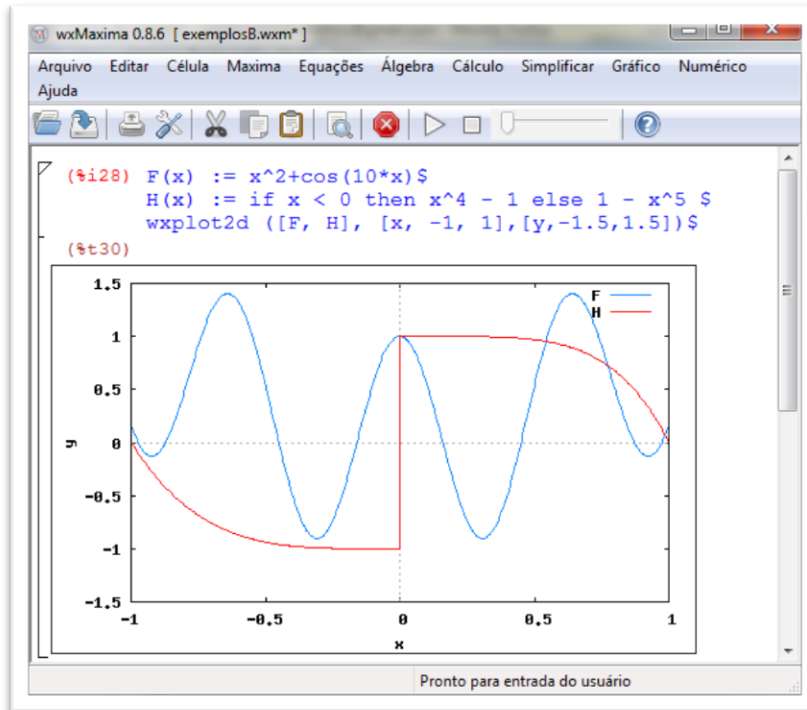 wxMaxima 0.8.6 [ exemplosB.wxm* ]
Arquivo Editar Célula Maxima Equações Álgebra Cálculo Simplificar Gráfico Numérico
Ajuda
(%i28) F(x) := x^2+cos(10*x)$
H(x) := if x < 0 then x^4 - 1 else 1 - x^5 $
wxplot2d ([F, H], [x, -1, 1],[y,-1.5,1.5])$
(%t30)
1.5
1
0.5
0
-0.5
-1
-1.5
y
F
H
-1 -0.5 0 0.5 1
x
Pronto para entrada do usuário